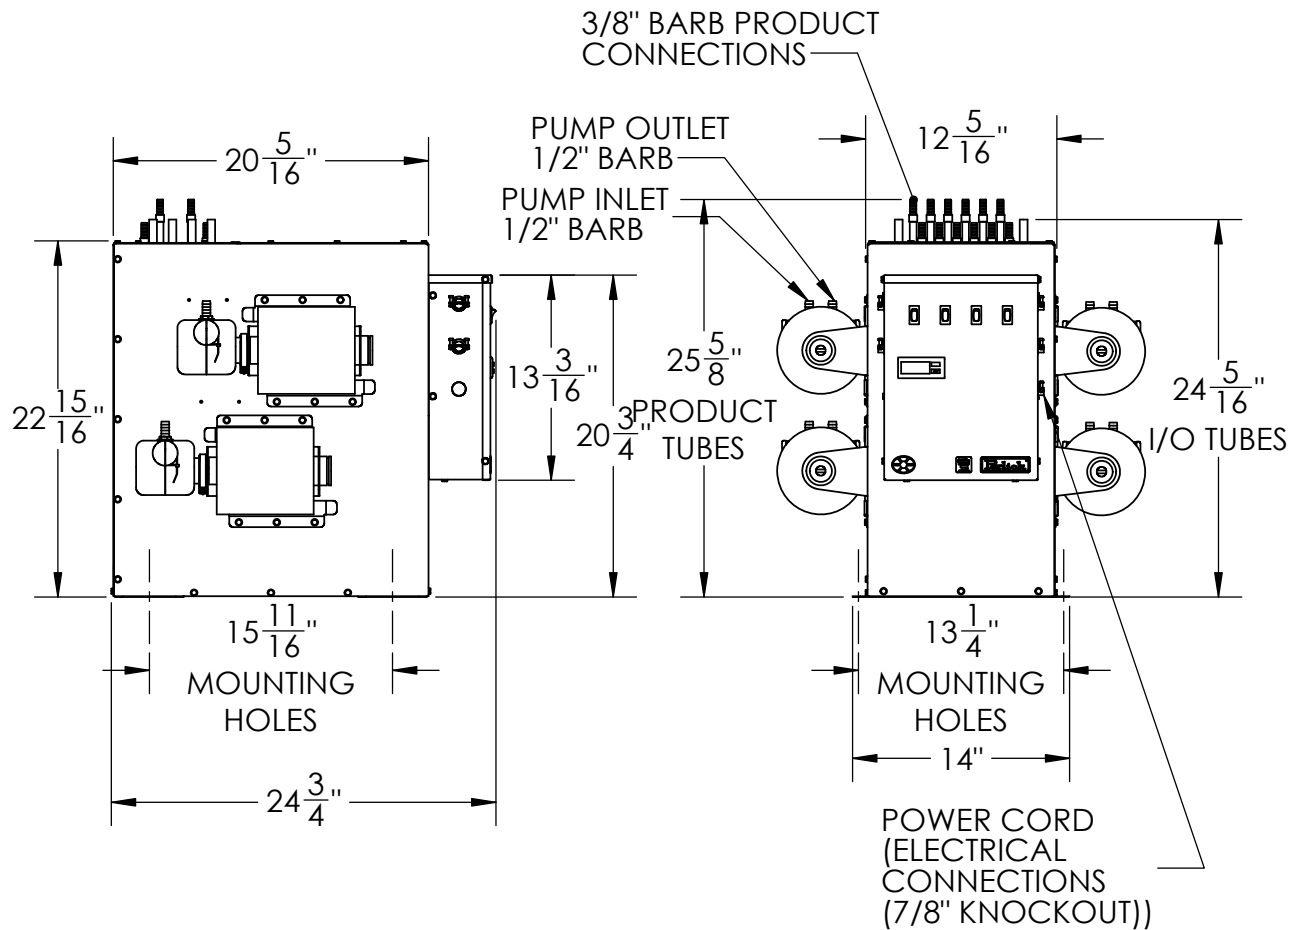 3/8" BARB PRODUCT
CONNECTIONS
PUMP OUTLET
1/2" BARB
PUMP INLET
1/2" BARB
20 5/16"
12 5/16"
22 15/16"
13 3/16"
20 3/4"
25 5/8"
PRODUCT
TUBES
24 5/16"
I/O TUBES
15 11/16"
MOUNTING
HOLES
13 1/4"
MOUNTING
HOLES
14"
24 3/4"
POWER CORD
(ELECTRICAL
CONNECTIONS
(7/8" KNOCKOUT))